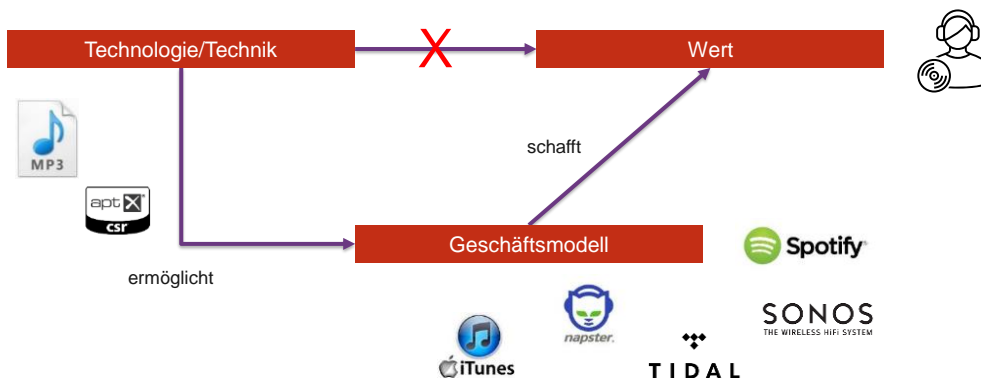 Technologie/Technik
X
Wert
MP3
aptX
csr
schafft
Geschäftsmodell
ermöglicht
Spotify
napster.
SONOS
THE WIRELESS HiFi SYSTEM
iTunes
TIDAL